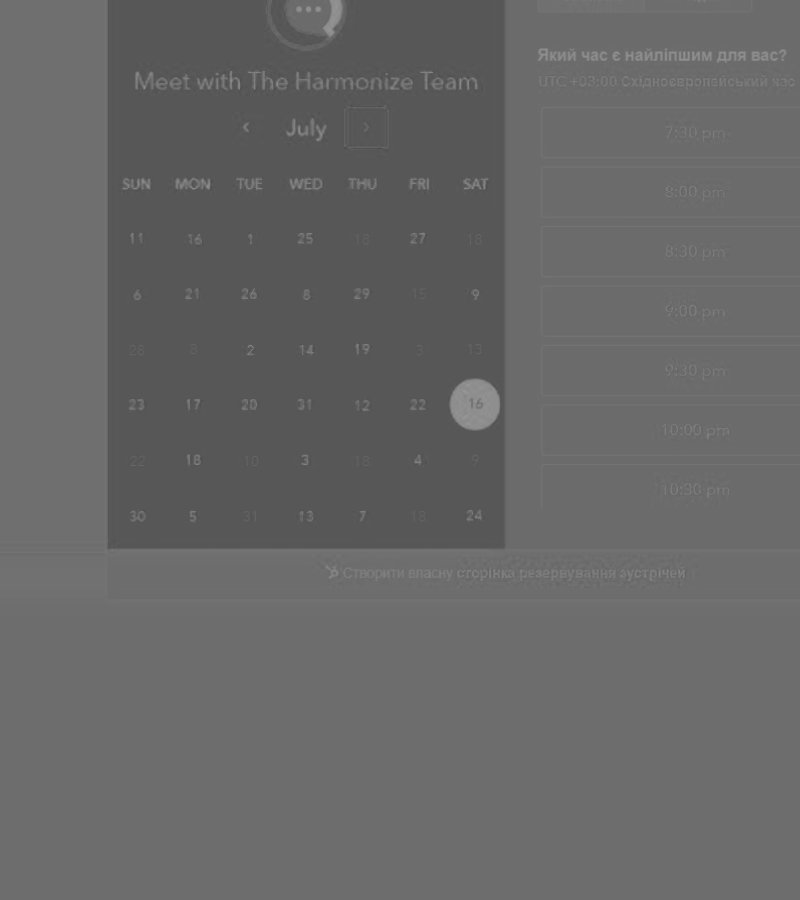 Meet with The Harmonize Team
July
SUN MON TUE WED THU FRI SAT
11 16 1 25 18 27 18
6 21 26 8 29 15 9
26 8 2 14 19 3 13
23 17 20 31 12 22 16
22 18 10 3 18 4 9
30 5 31 13 7 18 24
Який час є найліпшим для вас?
UTC +03:00 Східноєвропейський час
7:30 pm
8:00 pm
8:30 pm
9:00 pm
9:30 pm
10:00 pm
10:30 pm
Створити власну сторінка резервування зустрічей